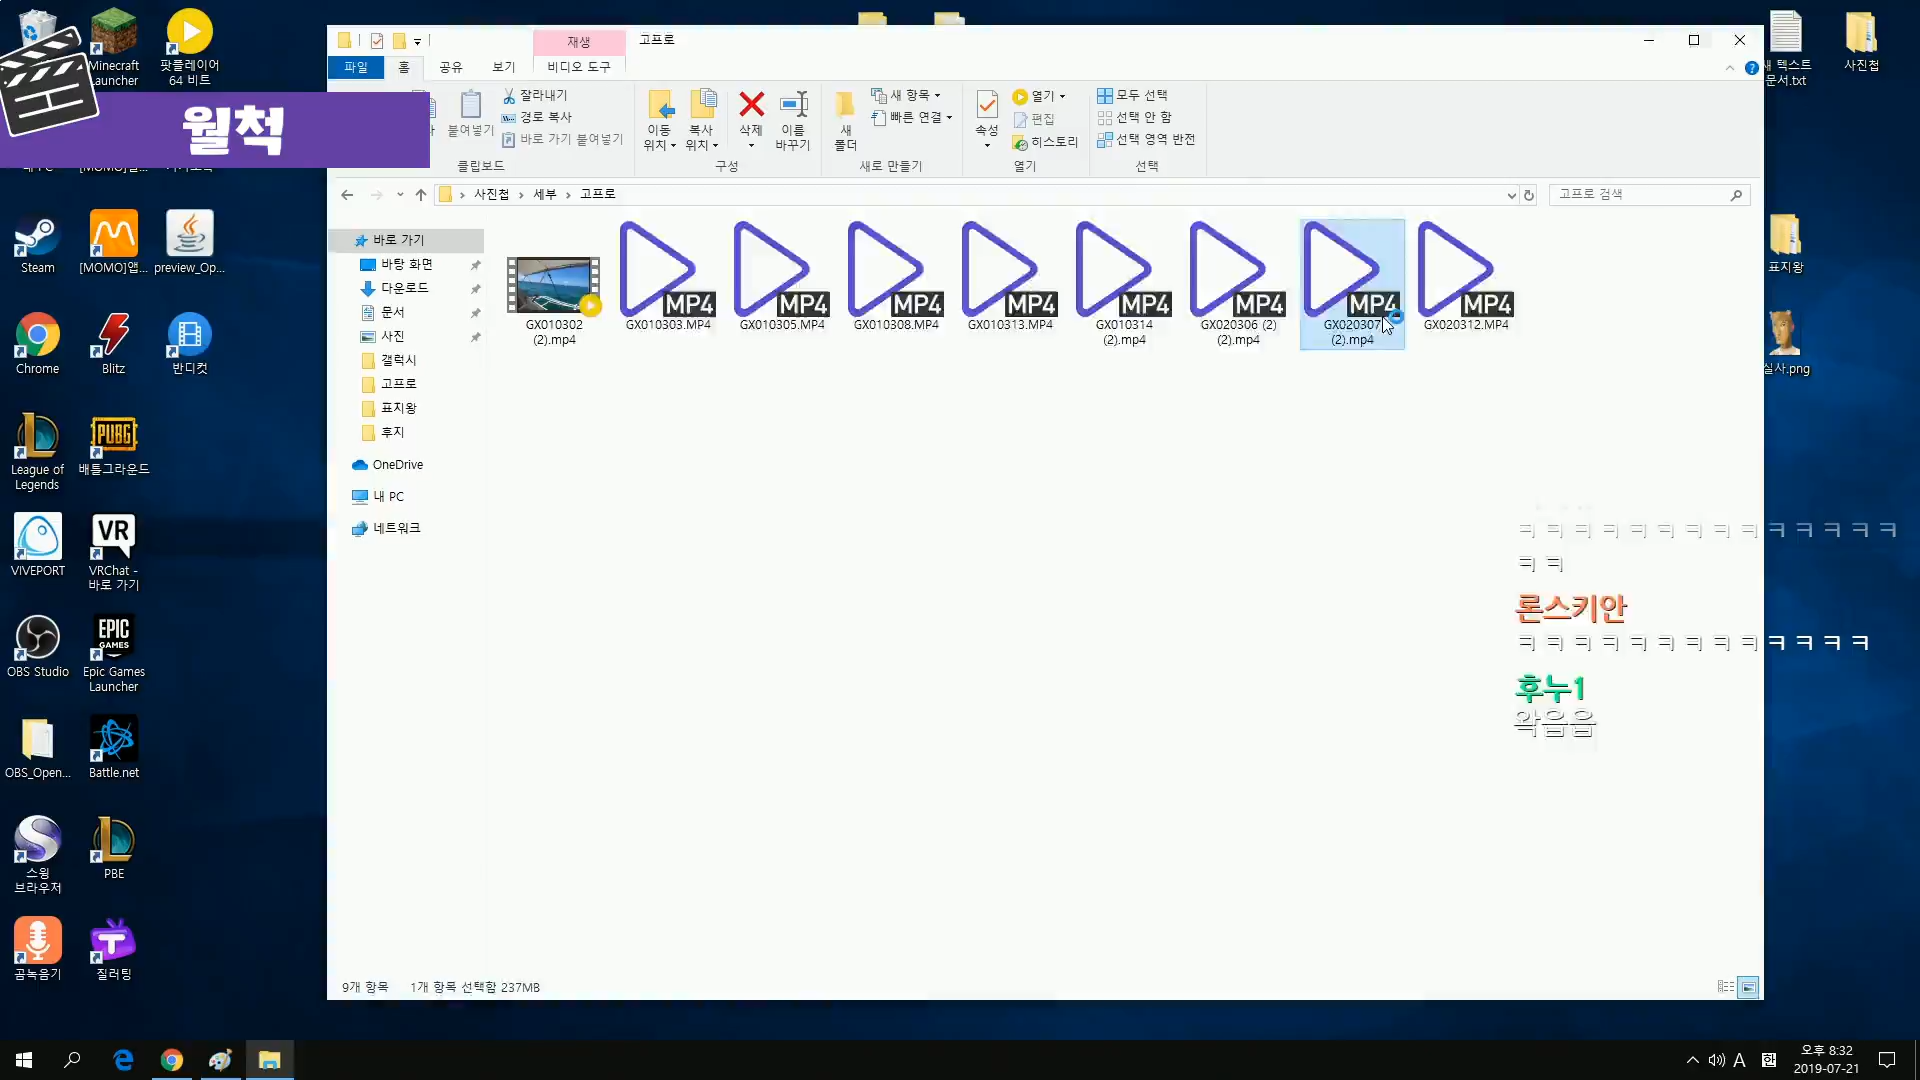 재생
고프로
파일
홈
공유
보기
비디오 도구
월척
붙여넣기
잘라내기
경로 복사
바로 가기 붙여넣기
클립보드
이동
위치
복사
위치
삭제
이름
바꾸기
구성
새
폴더
새 항목
빠른 연결
새로 만들기
속성
열기
편집
히스토리
열기
모두 선택
선택 안 함
선택 영역 반전
선택
사진첩 › 세부 › 고프로
고프로 검색
바로 가기
바탕 화면
다운로드
문서
사진
갤럭시
고프로
표지왕
후지
OneDrive
내 PC
네트워크
GX010302
(2).mp4
GX010303.MP4
GX010305.MP4
GX010308.MP4
GX010313.MP4
GX010314
(2).mp4
GX020306 (2)
(2).mp4
GX020307
(2).mp4
GX020312.MP4
MP4
MP4
MP4
MP4
MP4
MP4
MP4
MP4
9개 항목
1개 항목 선택함 237MB
Minecraft
Launcher
팟플레이어
64 비트
Steam
[MOMO]앱...
preview_Op...
Chrome
Blitz
반디컷
League of
Legends
PUBG
배틀그라운드
VIVEPORT
VR
VRChat -
바로 가기
OBS Studio
EPIC
GAMES
Epic Games
Launcher
OBS_Open...
Battle.net
스윙
브라우저
PBE
곰녹음기
질러팅
새 텍스트
문서.txt
사진첩
표지왕
실사.png
ㅋㅋㅋㅋㅋㅋㅋㅋㅋㅋㅋㅋㅋㅋ
ㅋㅋ
론스키안
ㅋㅋㅋㅋㅋㅋㅋㅋㅋㅋㅋㅋㅋ
후누1
왁음음
A
한
오후 8:32
2019-07-21